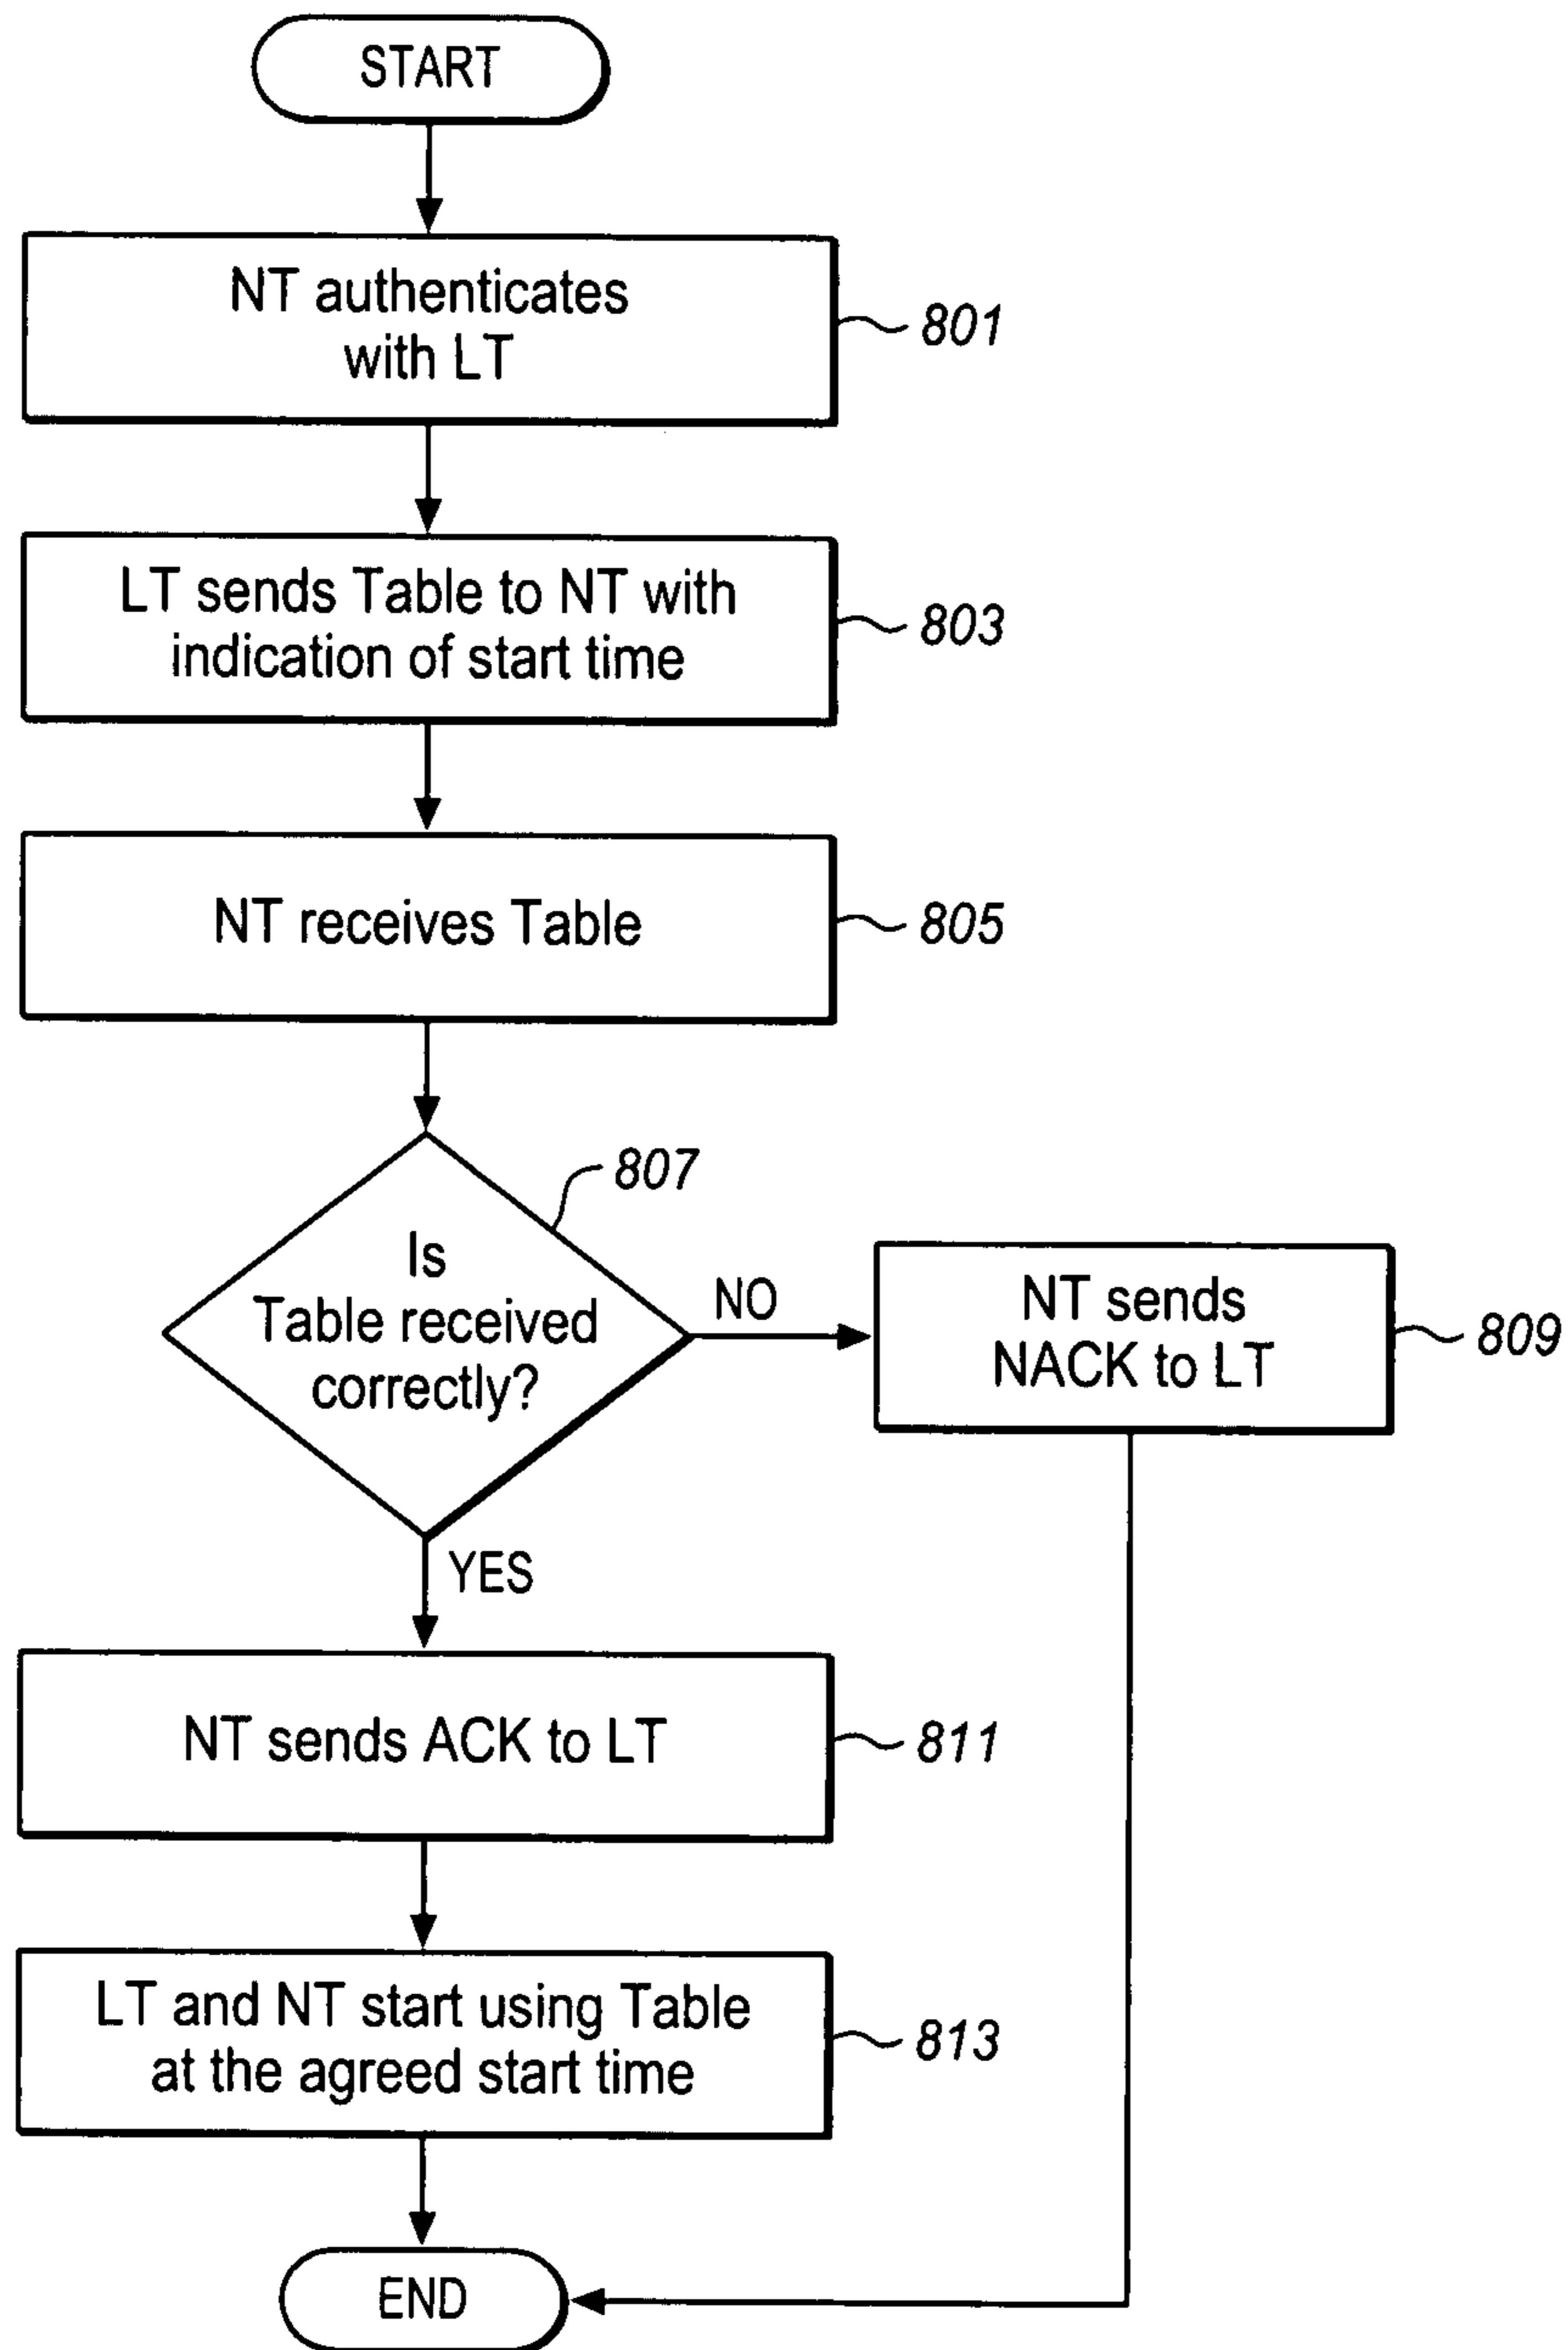 START
NT authenticates
with LT
801
LT sends Table to NT with
indication of start time
803
NT receives Table
805
807
Is
Table received
correctly?
NO
NT sends
NACK to LT
809
YES
NT sends ACK to LT
811
LT and NT start using Table
at the agreed start time
813
END